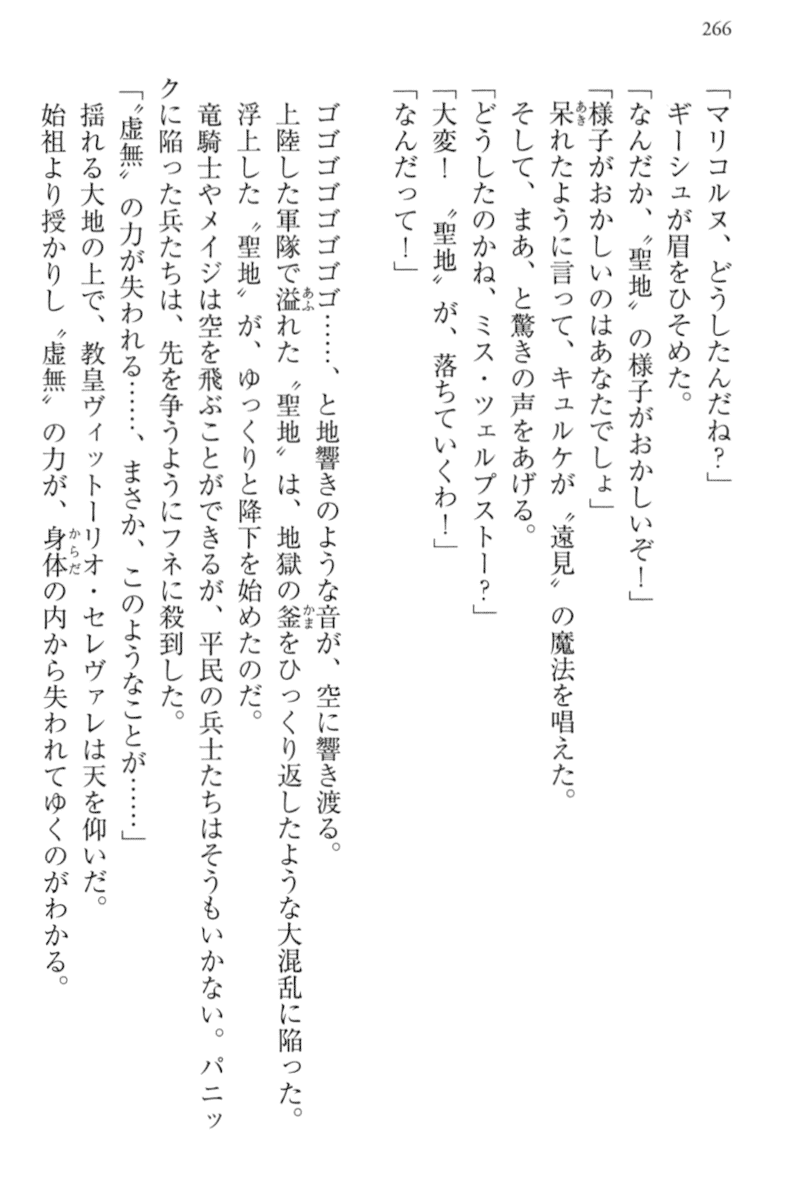 266
「マリコルヌ、どうしたんだね？」
ギーシュが眉をひそめた。
「なんだか、〝聖地〟の様子がおかしいぞ！」
「様子がおかしいのはあなたでしょ」
呆れたように言って、キュルケが〝遠見〟の魔法を唱えた。
そして、まあ、と驚きの声をあげる。
「どうしたのかね、ミス・ツェルプストー？」
「大変！　〝聖地〟が、落ちていくわ！」
「なんだって！」
ゴゴゴゴゴゴゴ……、と地響きのような音が、空に響き渡る。
上陸した軍隊で溢れた〝聖地〟は、地獄の釜をひっくり返したような大混乱に陥った。
浮上した〝聖地〟が、ゆっくりと降下を始めたのだ。
竜騎士やメイジは空を飛ぶことができるが、平民の兵士たちはそうもいかない。パニッ
クに陥った兵たちは、先を争うようにフネに殺到した。
「〝虚無〟の力が失われる……、まさか、このようなことが……」
揺れる大地の上で、教皇ヴィットーリオ・セレヴァレは天を仰いだ。
始祖より授かりし〝虚無〟の力が、身体の内から失われてゆくのがわかる。